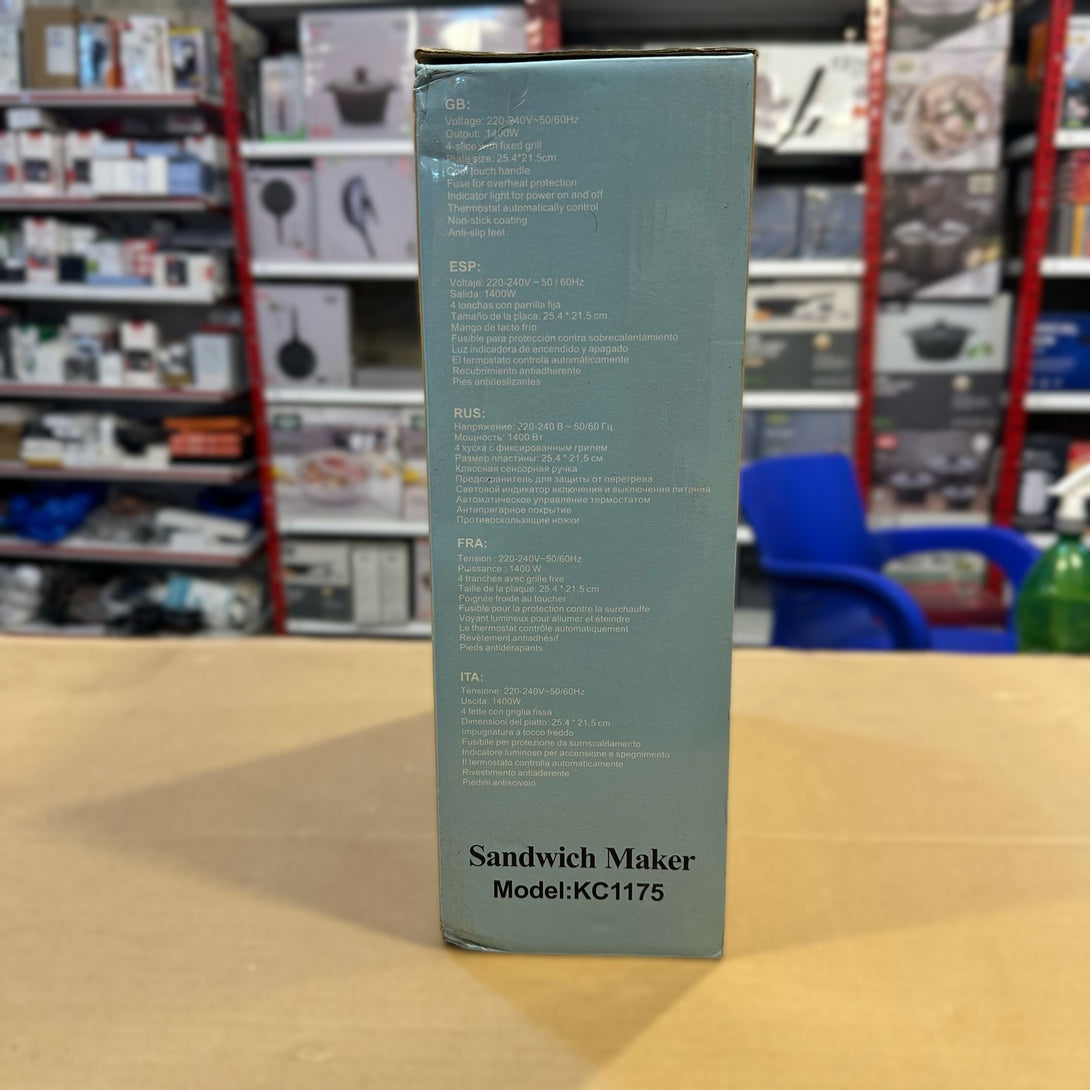 GB:
Voltage: 220-240V~50/60Hz
Output: 1400W
4-slice with fixed grill
Plate size: 25.4*21.5cm
Cool touch handle
Fuse for overheat protection
Indicator light for power on and off
Thermostat automatically control
Non-stick coating
Anti-slip feet
ESP:
Voltaje: 220-240V ~ 50 / 60Hz
Salida: 1400W
4 lonchas con parrilla fija
Tamaño de la placa: 25,4 * 21,5 cm
Mango de tacto frio
Fusible para protección contra sobrecalentamiento
Luz indicadora de encendido y apagado
El termostato controla automáticamente
Recubrimiento antiadherente
Pies antideslizantes
RUS:
Напряжение: 220-240 В ~ 50/60 Гц
Мощность: 1400 Вт
4 куска с фиксированным грилем
Размер пластины: 25,4 * 21,5 см
Классная сенсорная ручка
Предохранитель для защиты от перегрева
Световой индикатор включения и выключения питания
Автоматическое управление термостатом
Антипригарное покрытие
Противоскользящие ножки
FRA:
Tension : 220-240V~50/60Hz
Puissance : 1400 W
4 tranches avec grille fixe
Taille de la plaque: 25,4 * 21,5 cm
Poignée froide au toucher
Fusible pour la protection contre la surchauffe
Voyant lumineux pour allumer et éteindre
Le thermostat contrôle automatiquement
Revêtement antiadhésif
Pieds antidérapants
ITA:
Tensione: 220-240V~50/60Hz
Uscita: 1400W
4 fette con griglia fissa
Dimensioni del piatto: 25,4 * 21,5 cm
Impugnatura a tocco freddo
Fusibile per protezione da surriscaldamento
Indicatore luminoso per accensione e spegnimento
Il termostato controlla automaticamente
Rivestimento antiaderente
Piedini antiscivolo
Sandwich Maker
Model:KC1175